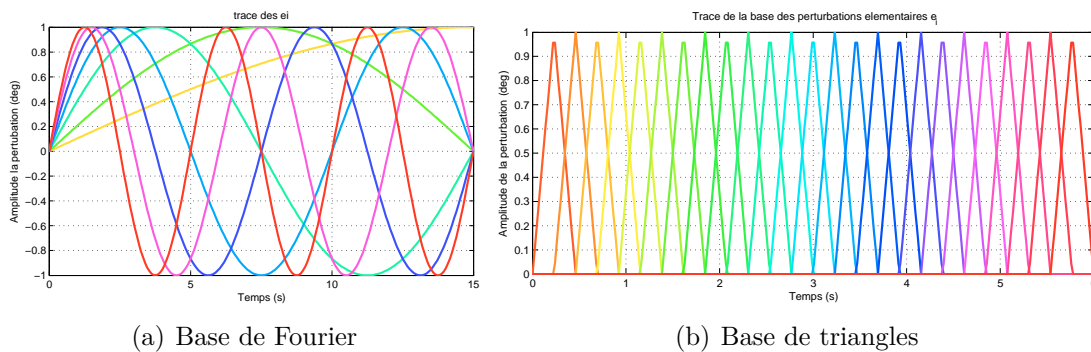 trace des ei
1
0.8
0.6
0.4
0.2
0
−0.2
−0.4
−0.6
−0.8
−1
Amplitude la perturbation (deg)
0 5 10 15
Temps (s)
(a) Base de Fourier
Trace de la base des perturbations elementaires e_i
1
0.9
0.8
0.7
0.6
0.5
0.4
0.3
0.2
0.1
0
Amplitude de la perturbation (deg)
0 1 2 3 4 5
Temps (s)
(b) Base de triangles